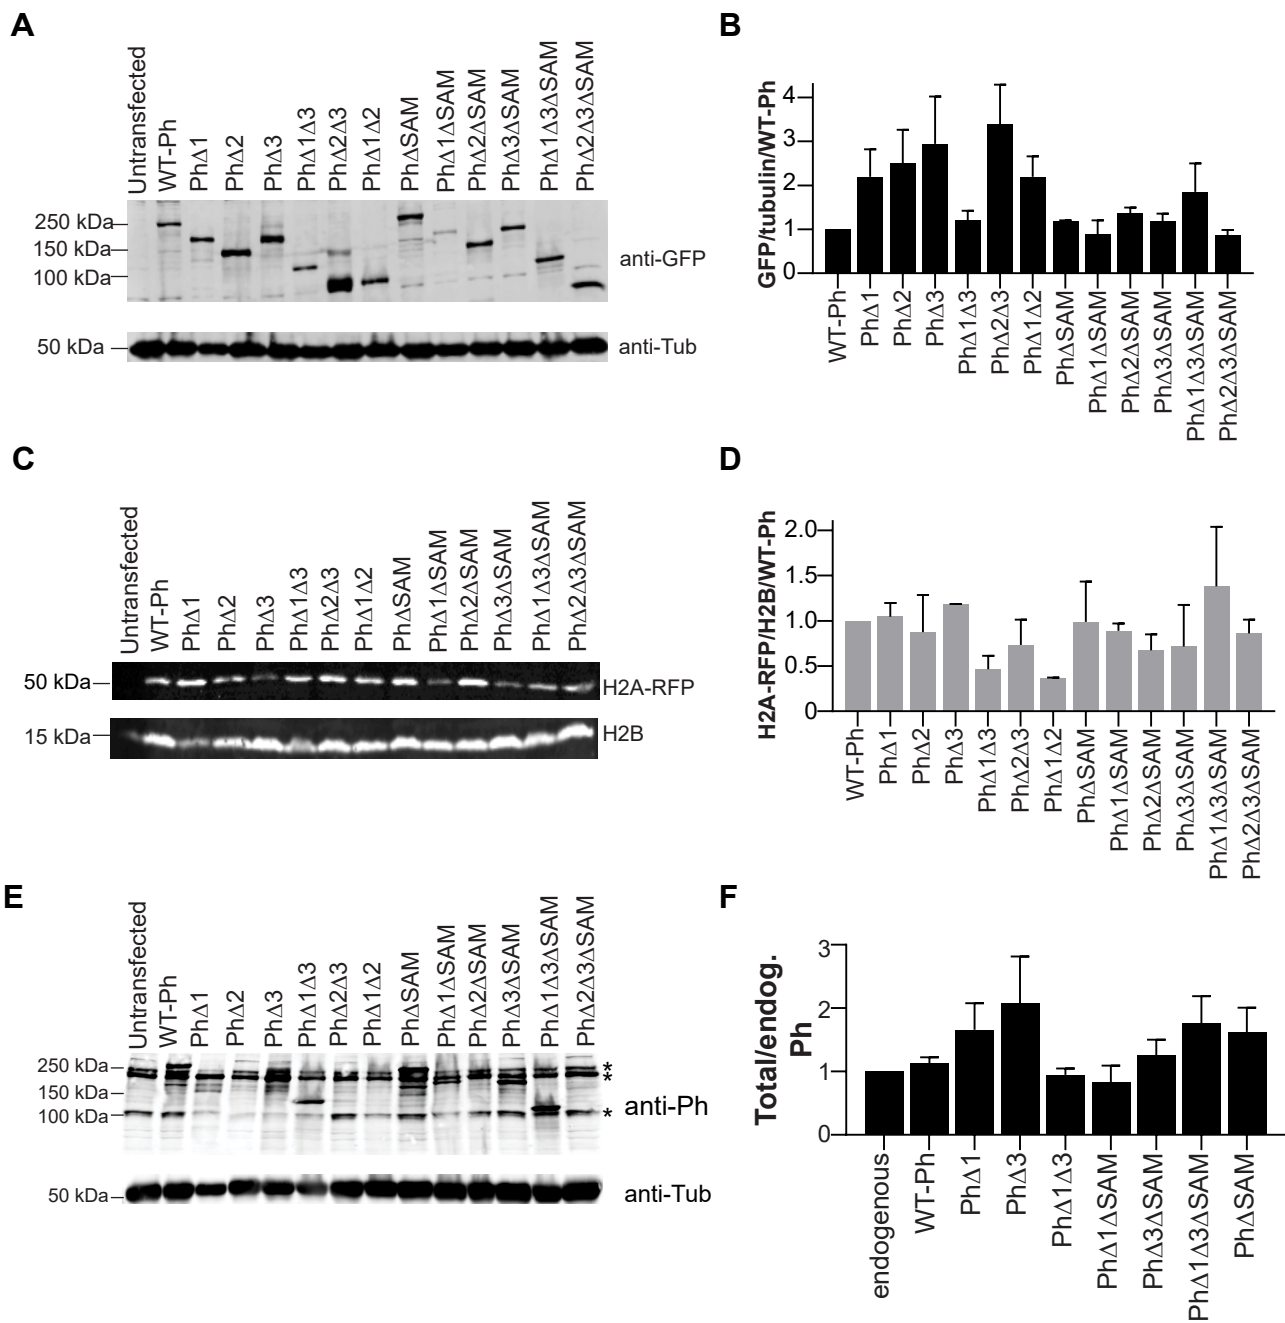 A
Untransfected
WT-Ph
PhΔ1
PhΔ2
PhΔ3
PhΔ1Δ3
PhΔ2Δ3
PhΔ1Δ2
PhΔSAM
PhΔ1ΔSAM
PhΔ2ΔSAM
PhΔ3ΔSAM
PhΔ1Δ3ΔSAM
PhΔ2Δ3ΔSAM
250 kDa
150 kDa
100 kDa
anti-GFP
50 kDa
anti-Tub
B
GFP/tubulin/WT-Ph
4
3
2
1
0
WT-Ph
PhΔ1
PhΔ2
PhΔ3
PhΔ1Δ3
PhΔ2Δ3
PhΔ1Δ2
PhΔSAM
PhΔ1ΔSAM
PhΔ2ΔSAM
PhΔ3ΔSAM
PhΔ1Δ3ΔSAM
PhΔ2Δ3ΔSAM
C
Untransfected
WT-Ph
PhΔ1
PhΔ2
PhΔ3
PhΔ1Δ3
PhΔ2Δ3
PhΔ1Δ2
PhΔSAM
PhΔ1ΔSAM
PhΔ2ΔSAM
PhΔ3ΔSAM
PhΔ1Δ3ΔSAM
PhΔ2Δ3ΔSAM
50 kDa
H2A-RFP
15 kDa
H2B
D
H2A-RFP/H2B/WT-Ph
2.0
1.5
1.0
0.5
0
WT-Ph
PhΔ1
PhΔ2
PhΔ3
PhΔ1Δ3
PhΔ2Δ3
PhΔ1Δ2
PhΔSAM
PhΔ1ΔSAM
PhΔ2ΔSAM
PhΔ3ΔSAM
PhΔ1Δ3ΔSAM
PhΔ2Δ3ΔSAM
E
Untransfected
WT-Ph
PhΔ1
PhΔ2
PhΔ3
PhΔ1Δ3
PhΔ2Δ3
PhΔ1Δ2
PhΔSAM
PhΔ1ΔSAM
PhΔ2ΔSAM
PhΔ3ΔSAM
PhΔ1Δ3ΔSAM
PhΔ2Δ3ΔSAM
250 kDa
150 kDa
100 kDa
*
*
*
anti-Ph
50 kDa
anti-Tub
F
Total/endog.
Ph
3
2
1
0
endogenous
WT-Ph
PhΔ1
PhΔ3
PhΔ1Δ3
PhΔ1ΔSAM
PhΔ3ΔSAM
PhΔ1Δ3ΔSAM
PhΔSAM